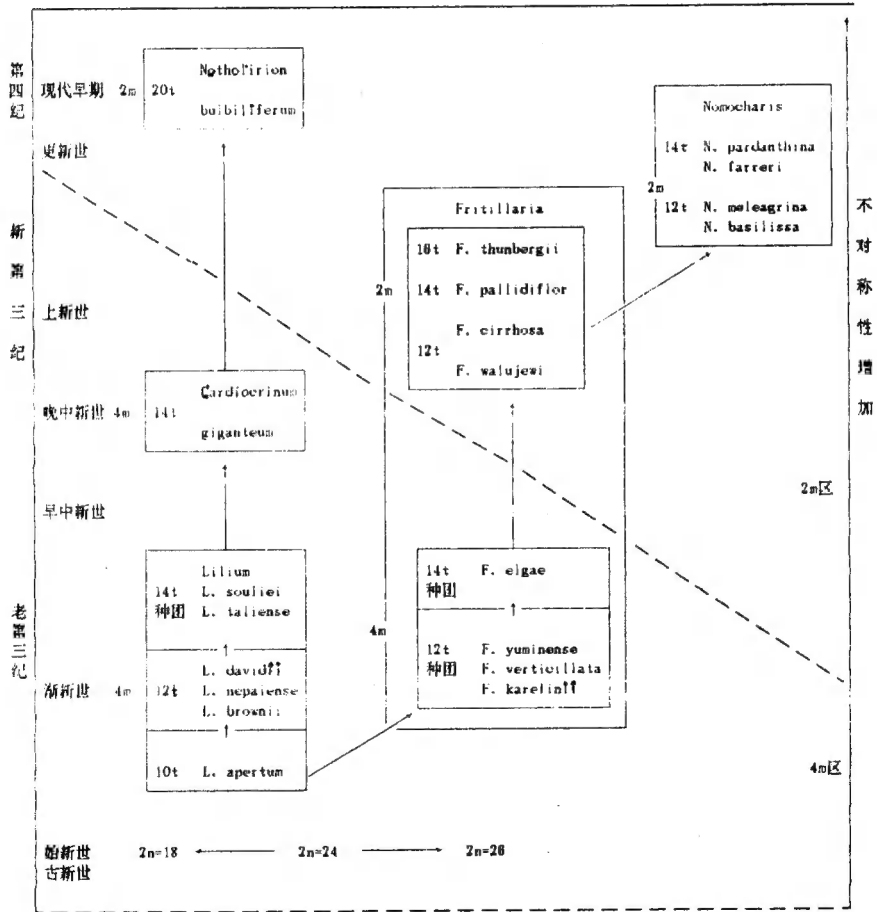 第四纪
现代早期 2m
20t
Notholirion
bulbiliferum
更新世
新第三纪
上新世
晚中新世 4m
14t
Cardiocrinum
giganteum
早中新世
老第三纪
Lilium
14t L. souliei
种团 L. taliense
渐新世 4m
L. davidii
12t L. nepalense
L. brownii
10t L. apertum
Fritillaria
2m
16t F. thunbergii
14t F. pallidiflor
F. cirrhosa
12t
F. walujewi
4m
14t F. elgae
种团
12t F. yuminense
种团 F. verticillata
F. karelinii
Nomocharis
14t N. pardanthina
N. farreri
2m
12t N. meleagrina
N. basilissa
不对称性增加
2m区
4m区
始新世 2n=18 2n=24 2n=26
古新世